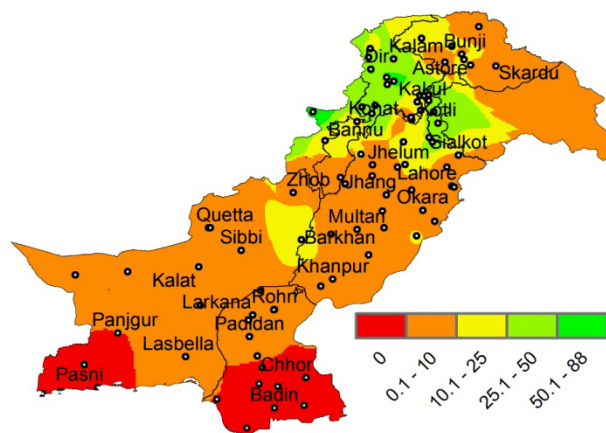 Kalam
Bunji
Dir
Astore
Skardu
Kakul
Kohat
Kotli
Bannu
Sialkot
Jhelum
Zhob
Jhang
Lahore
Okara
Quetta
Multan
Sibbi
Barkhan
Kalat
Khanpur
Larkana
Rohri
Panjgur
Padidan
Lasbella
Pasni
Chhor
Badin
0
0.1 - 10
10.1 - 25
25.1 - 50
50.1 - 88